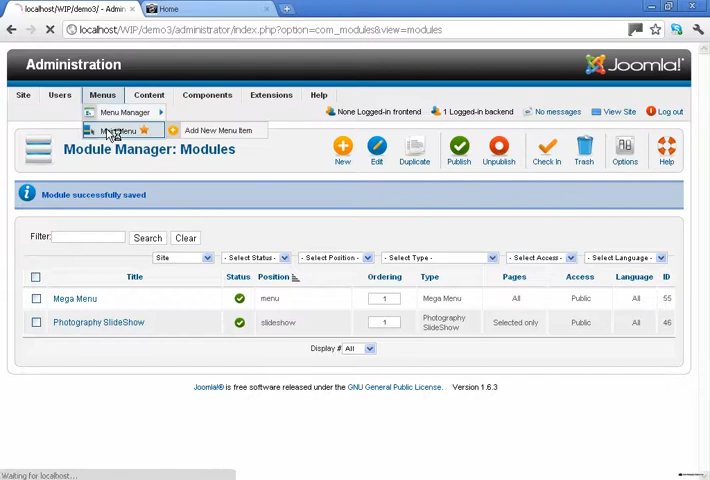 localhost/WIP/demo3/ - Admin
Home
localhost/WIP/demo3/administrator/index.php?option=com_modules&view=modules
Administration
Joomla!
Site Users Menus Content Components Extensions Help
Menu Manager
None Logged-in frontend 1 Logged-in backend No messages View Site Log out
Menu Add New Menu Item
Module Manager: Modules
New Edit Duplicate Publish Unpublish Check In Trash Options Help
Module successfully saved
Filter: Search Clear
Site - Select Status - - Select Position - - Select Type - - Select Access - - Select Language -
Title Status Position Ordering Type Pages Access Language ID
Mega Menu menu 1 Mega Menu All Public All 55
Photography SlideShow slideshow 1 Photography SlideShow Selected only Public All 46
Display # All
Joomla!® is free software released under the GNU General Public License. Version 1.6.3
Waiting for localhost...